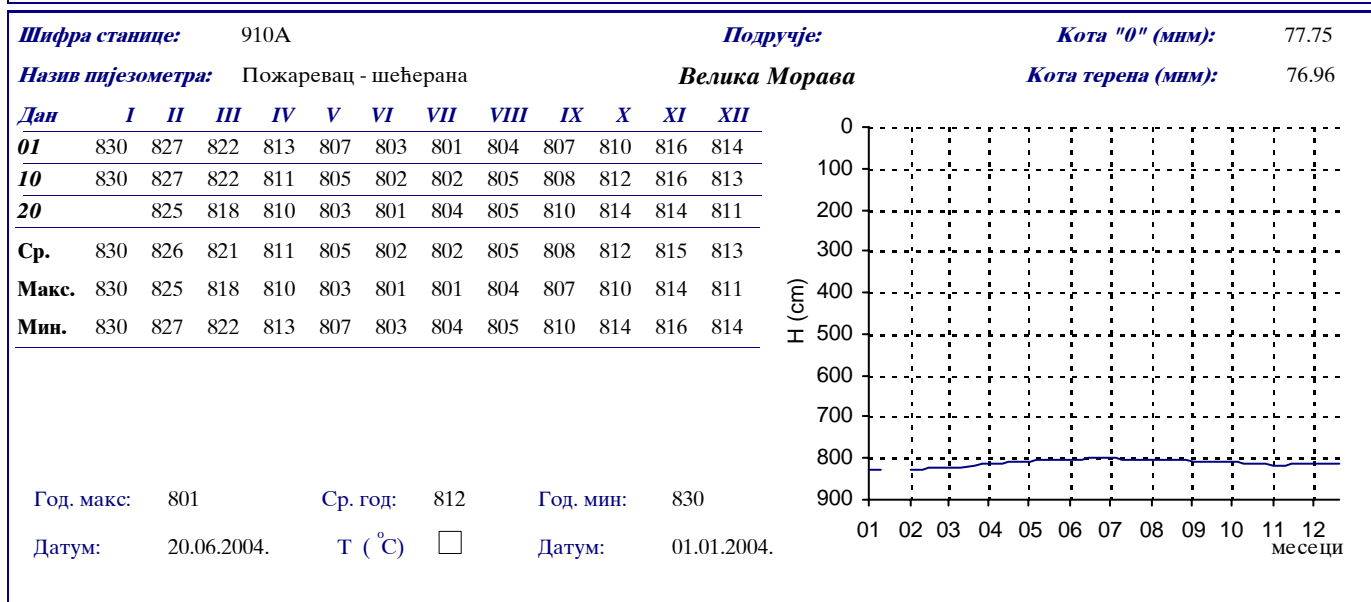 Шифра станице: 910А Подручје: Кота "0" (мнм): 77.75
Назив пијезометра: Пожаревац - шећерана Велика Морава Кота терена (мнм): 76.96
Дан I II III IV V VI VII VIII IX X XI XII
01 830 827 822 813 807 803 801 804 807 810 816 814
10 830 827 822 811 805 802 802 805 808 812 816 813
20 825 818 810 803 801 804 805 810 814 814 811
Ср. 830 826 821 811 805 802 802 805 808 812 815 813
Макс. 830 825 818 810 803 801 801 804 807 810 814 811
Мин. 830 827 822 813 807 803 804 805 810 814 816 814
0
100
200
300
400
500
600
700
800
900
H (cm)
01 02 03 04 05 06 07 08 09 10 11 12
месеци
Год. макс: 801 Ср. год: 812 Год. мин: 830
Датум: 20.06.2004. Т ( °С) Датум: 01.01.2004.